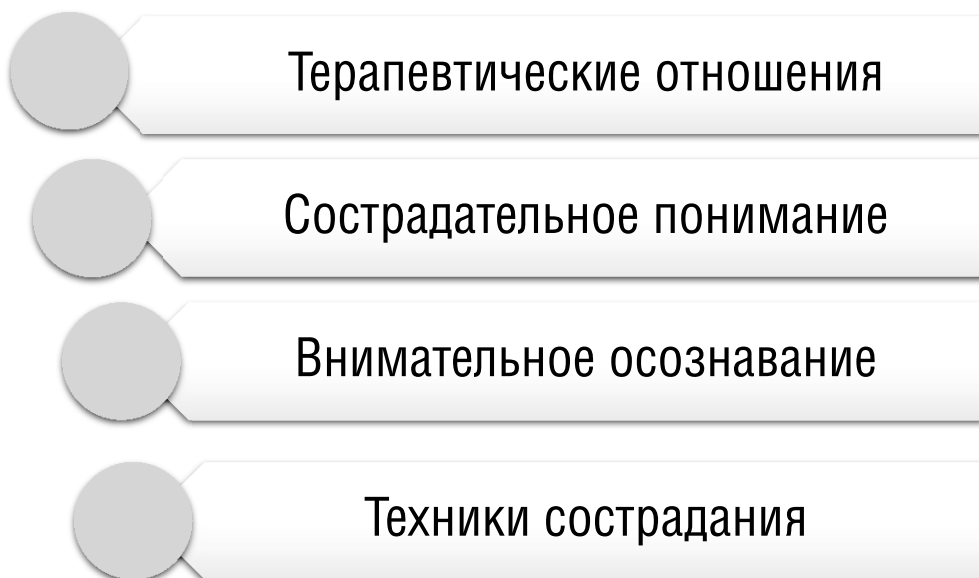 Терапевтические отношения
Сострадательное понимание
Внимательное осознавание
Техники сострадания